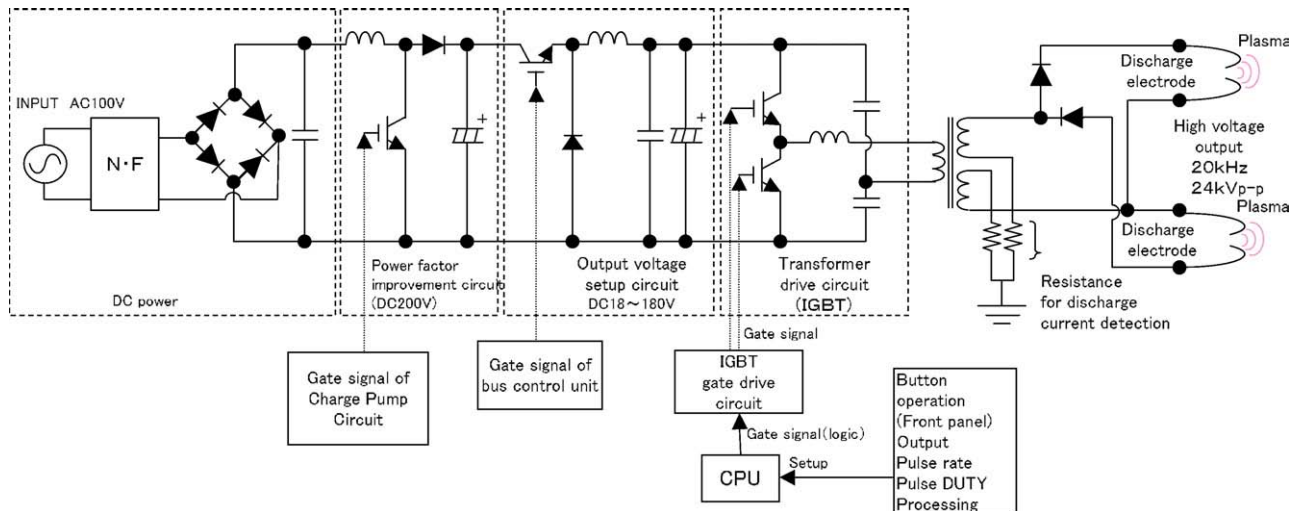 INPUT AC100V
N・F
DC power
Power factor
improvement circuit
(DC200V)
+
Output voltage
setup circuit
DC18～180V
+
Transformer
drive circuit
(IGBT)
Gate signal of
Charge Pump
Circuit
Gate signal of
bus control unit
Gate signal
IGBT
gate drive
circuit
Gate signal(logic)
CPU
Setup
Button
operation
(Front panel)
Output
Pulse rate
Pulse DUTY
Processing
Plasma
Discharge
electrode
High voltage
output
20kHz
24kVp-p
Plasma
Discharge
electrode
Resistance
for discharge
current detection